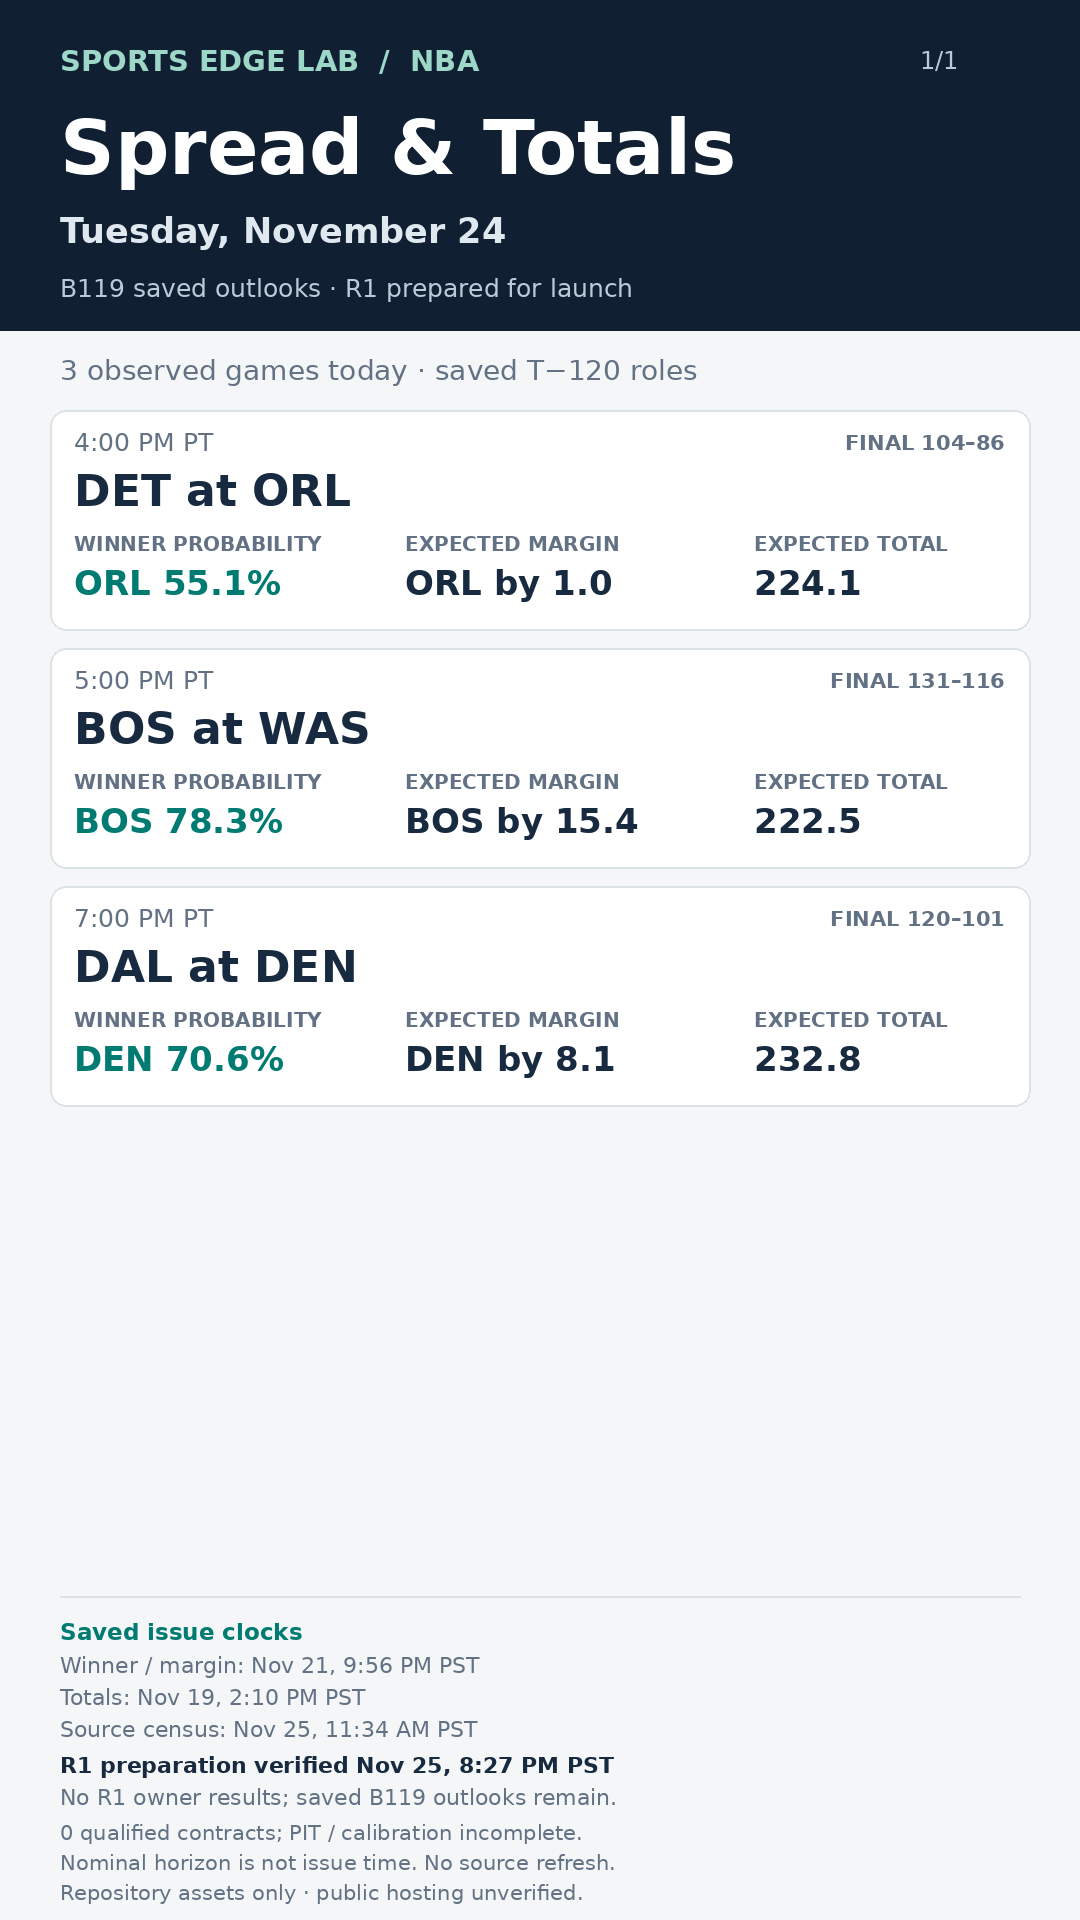 SPORTS EDGE LAB / NBA 1/1
Spread & Totals
Tuesday, November 24
B119 saved outlooks · R1 prepared for launch
3 observed games today · saved T−120 roles
4:00 PM PT FINAL 104–86
DET at ORL
WINNER PROBABILITY EXPECTED MARGIN EXPECTED TOTAL
ORL 55.1% ORL by 1.0 224.1
5:00 PM PT FINAL 131–116
BOS at WAS
WINNER PROBABILITY EXPECTED MARGIN EXPECTED TOTAL
BOS 78.3% BOS by 15.4 222.5
7:00 PM PT FINAL 120–101
DAL at DEN
WINNER PROBABILITY EXPECTED MARGIN EXPECTED TOTAL
DEN 70.6% DEN by 8.1 232.8
Saved issue clocks
Winner / margin: Nov 21, 9:56 PM PST
Totals: Nov 19, 2:10 PM PST
Source census: Nov 25, 11:34 AM PST
R1 preparation verified Nov 25, 8:27 PM PST
No R1 owner results; saved B119 outlooks remain.
0 qualified contracts; PIT / calibration incomplete.
Nominal horizon is not issue time. No source refresh.
Repository assets only · public hosting unverified.